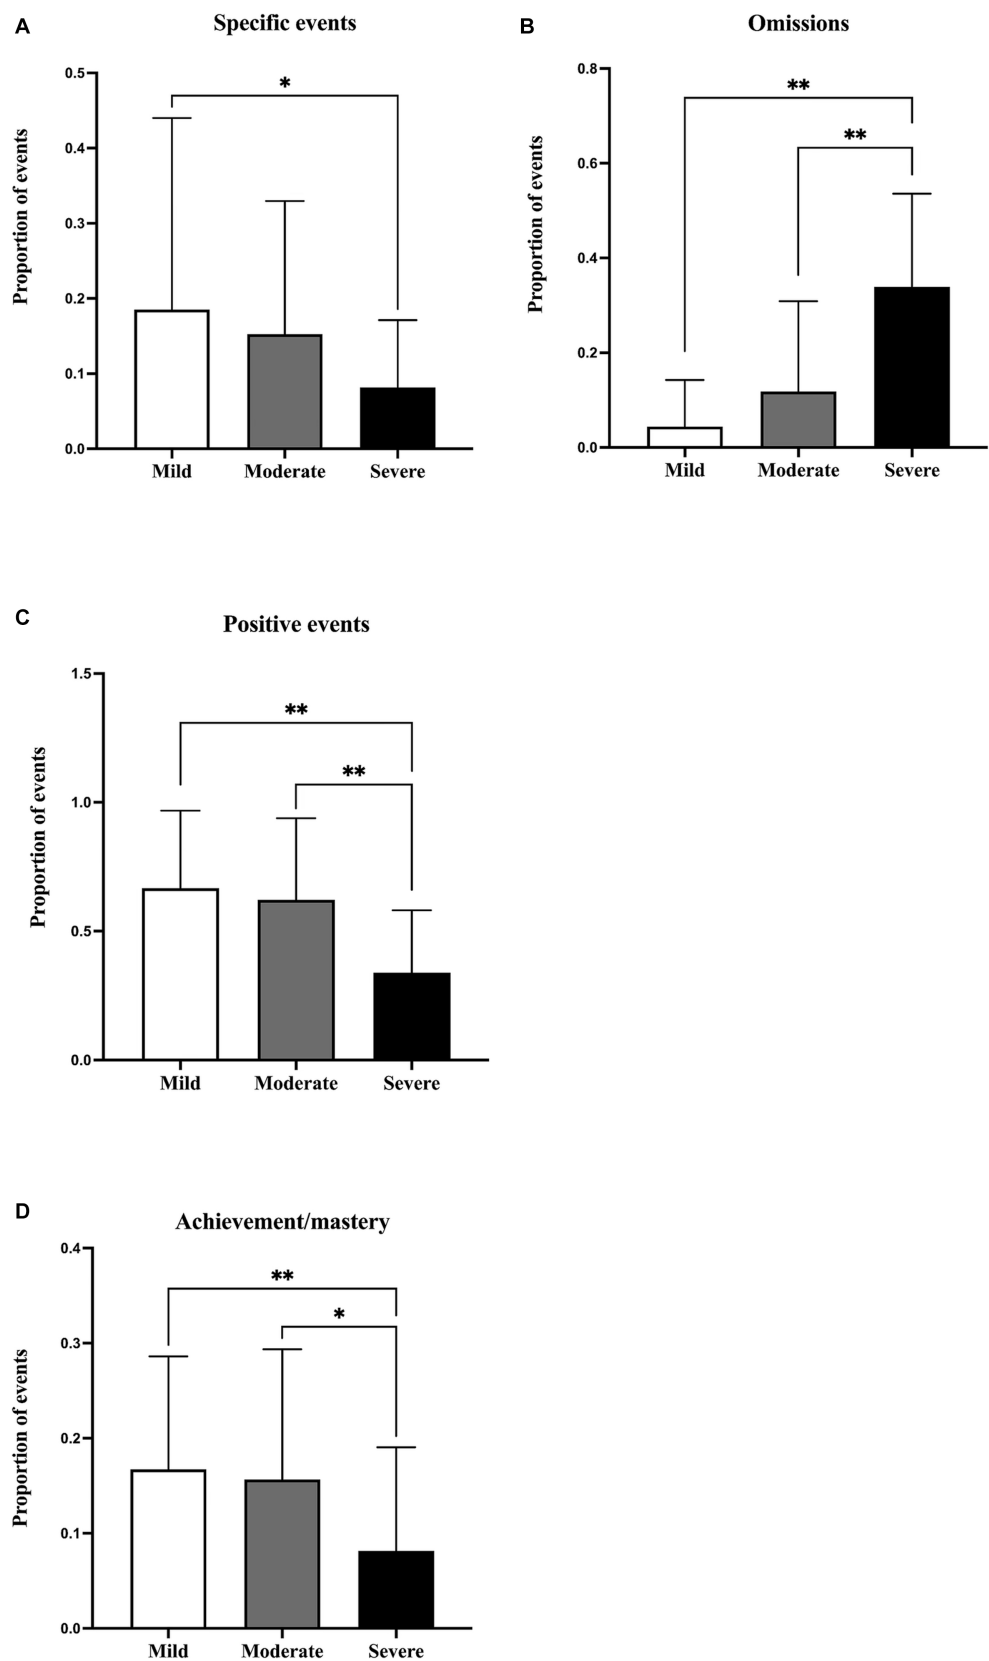 A
Specific events
*
0.5
0.4
0.3
0.2
0.1
0.0
Proportion of events
Mild Moderate Severe
B
Omissions
**
**
0.8
0.6
0.4
0.2
0.0
Proportion of events
Mild Moderate Severe
C
Positive events
**
**
1.5
1.0
0.5
0.0
Proportion of events
Mild Moderate Severe
D
Achievement/mastery
**
*
0.4
0.3
0.2
0.1
0.0
Proportion of events
Mild Moderate Severe